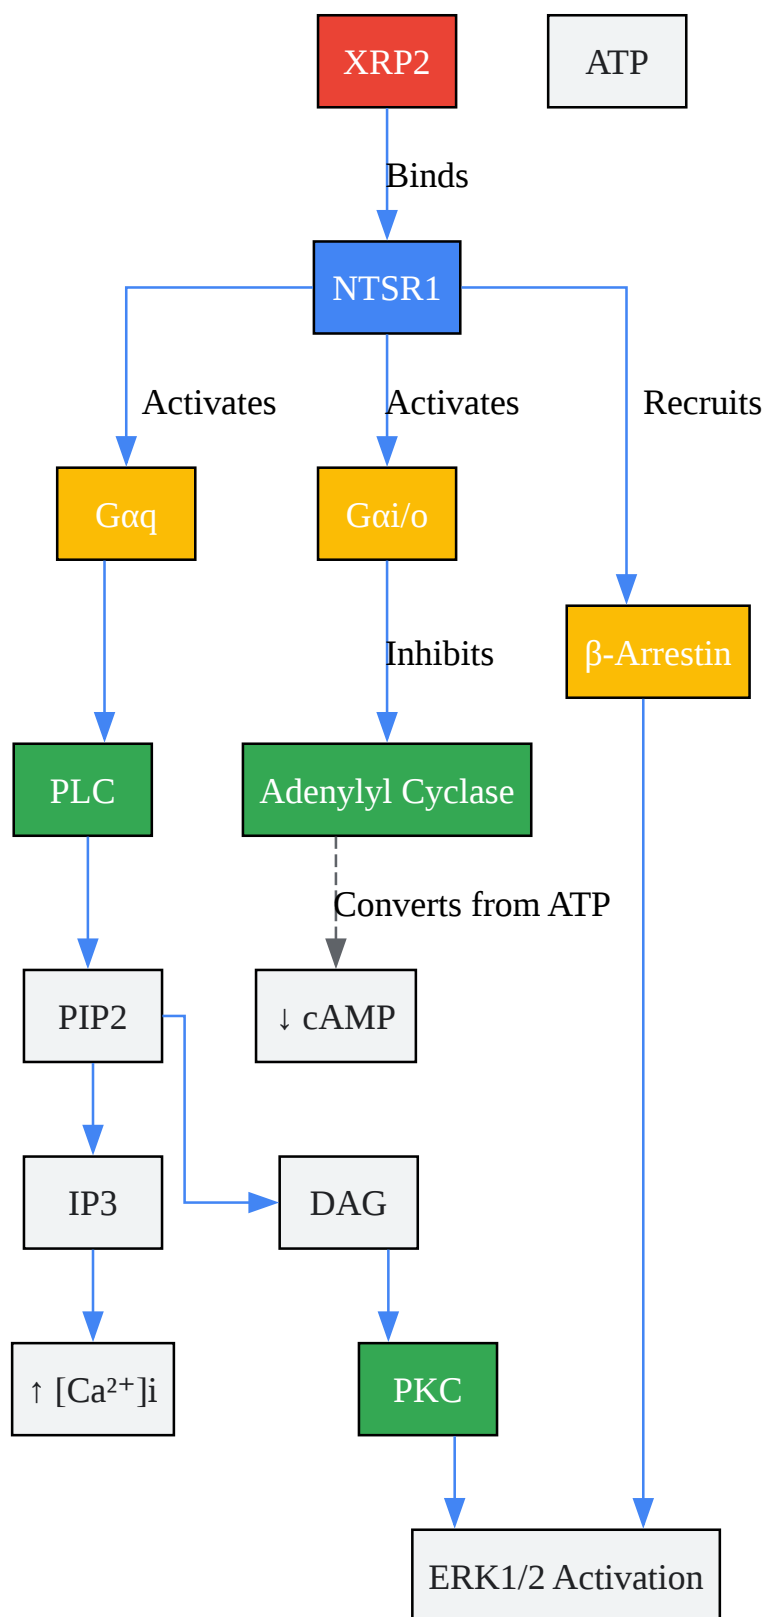 XRP2
ATP
Binds
NTSR1
Activates
Activates
Recruits
Gαq
Gαi/o
Inhibits
β-Arrestin
PLC
Adenylyl Cyclase
Converts from ATP
PIP2
↓ cAMP
IP3
DAG
↑ [Ca²⁺]i
PKC
ERK1/2 Activation